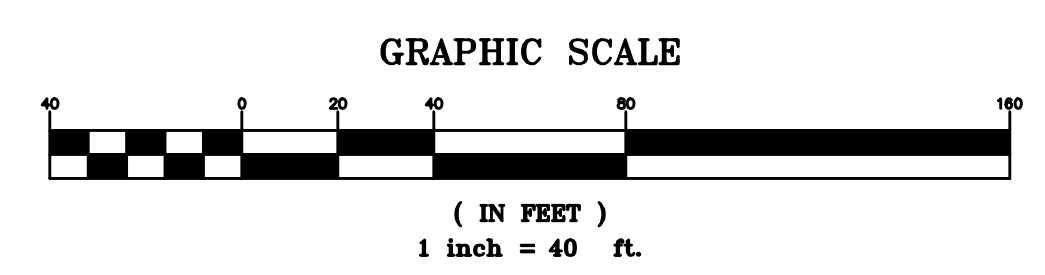 GRAPHIC SCALE
40 0 20 40 80 160
( IN FEET )
1 inch = 40 ft.